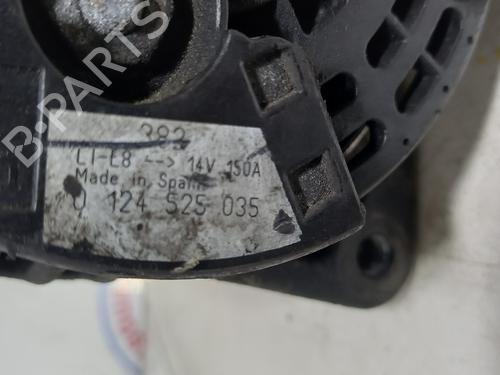 B-PARTS
382
LI-E8 --> 14V 150A
Made in Spain
0 124 525 035